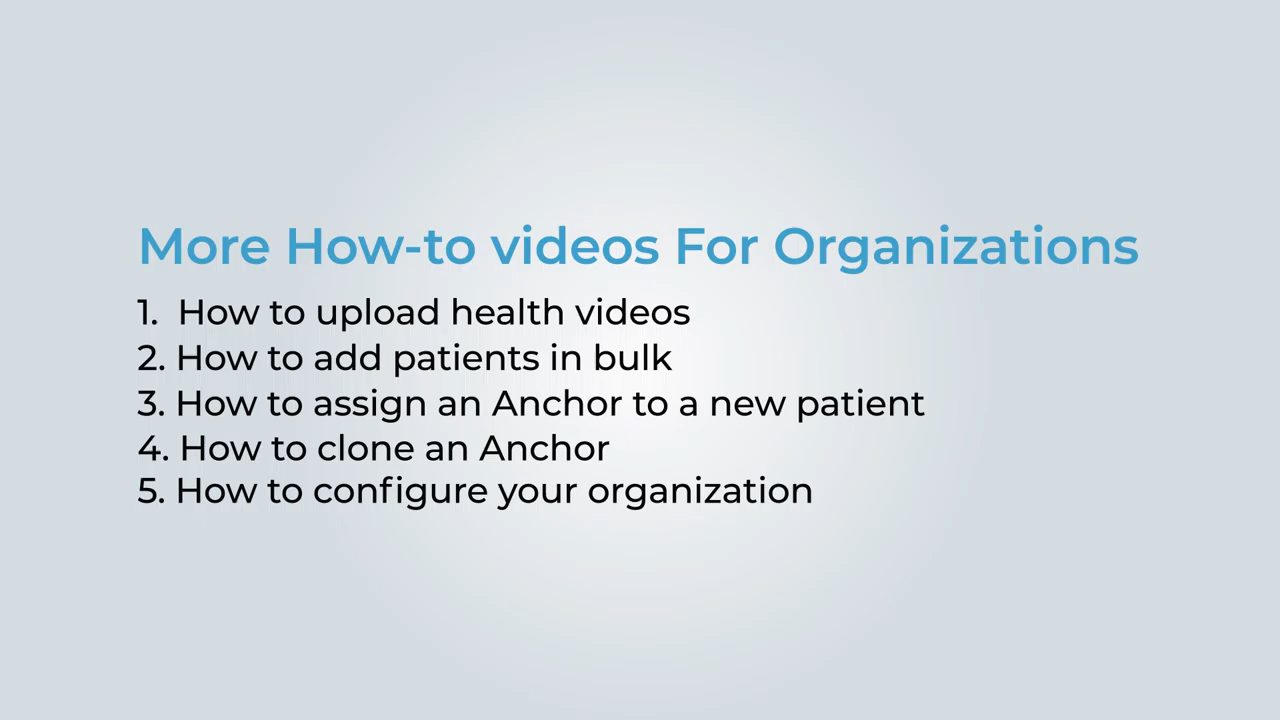 More How-to videos For Organizations
1. How to upload health videos
2. How to add patients in bulk
3. How to assign an Anchor to a new patient
4. How to clone an Anchor
5. How to configure your organization